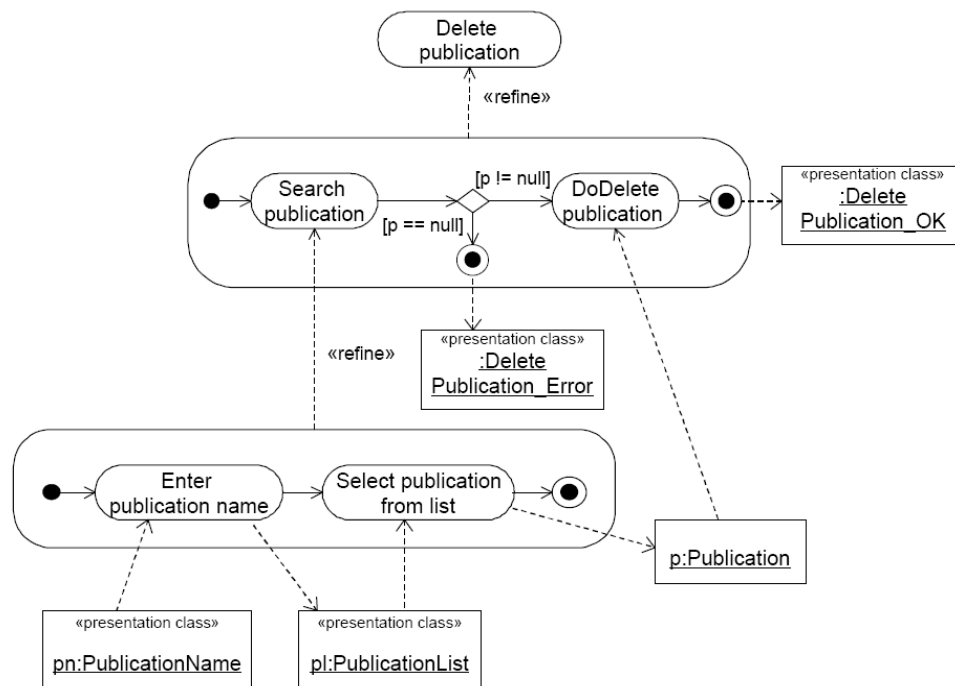 Delete
publication
«refine»
[p != null]
Search
publication
DoDelete
publication
[p == null]
«presentation class»
:Delete
Publication_OK
«refine»
«presentation class»
:Delete
Publication_Error
Enter
publication name
Select publication
from list
p:Publication
«presentation class»
pn:PublicationName
«presentation class»
pl:PublicationList